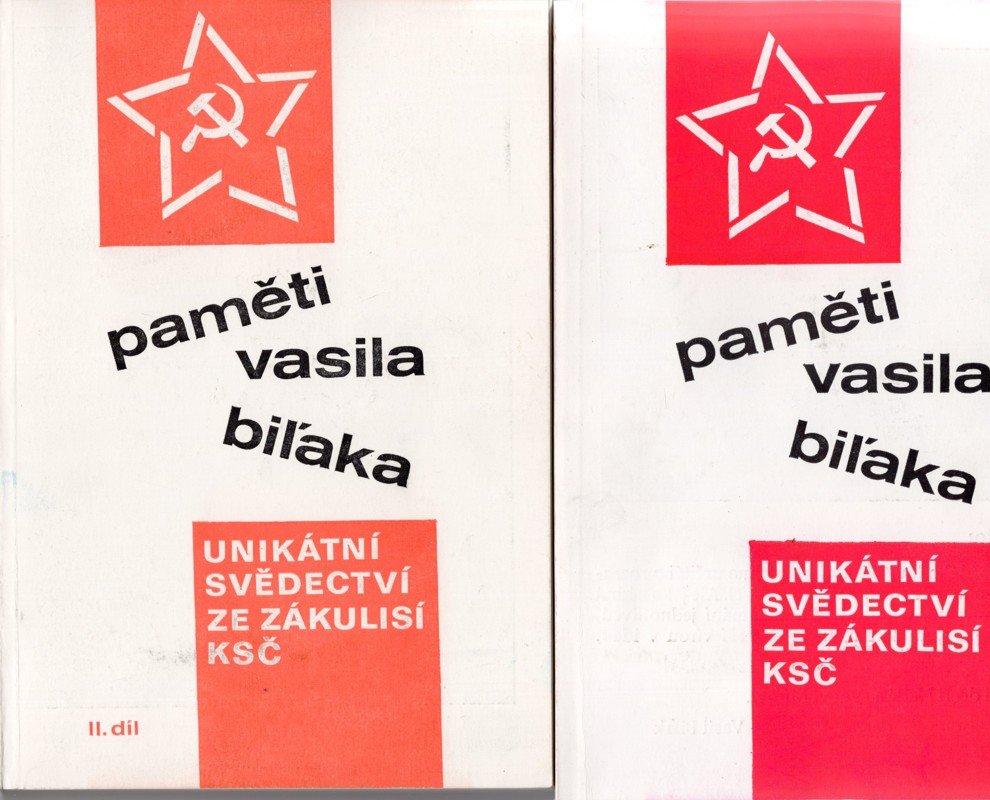 paměti
vasila
biľaka
UNIKÁTNÍ
SVĚDECTVÍ
ZE ZÁKULISÍ
KSČ
II. díl
paměti
vasila
biľaka
UNIKÁTNÍ
SVĚDECTVÍ
ZE ZÁKULISÍ
KSČ